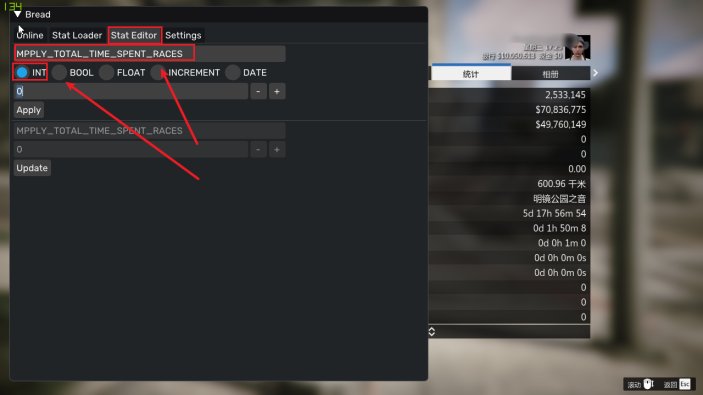 134
▼ Bread
Online Stat Loader Stat Editor Settings
MPPLY_TOTAL_TIME_SPENT_RACES
INT BOOL FLOAT INCREMENT DATE
0 - +
Apply
MPPLY_TOTAL_TIME_SPENT_RACES
0 - +
Update
银行 $10,050,613 现金 $0
统计 相册
2,533,145
$70,836,775
$49,760,149
0
0
0.00
600.96 千米
明镜公园之音
5d 17h 56m 54
0d 1h 50m 8
0d 0h 1m 0
0d 0h 0m 0s
0d 0h 0m 0s
0
0
0
滚动 返回 Esc